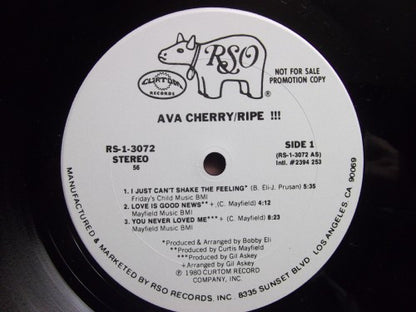 RSO
®
CURTOM
RECORDS
NOT FOR SALE
PROMOTION COPY
AVA CHERRY/RIPE !!!
RS-1-3072
STEREO
56
SIDE 1
(RS-1-3072 AS)
Intl. #2394 253
1. I JUST CAN'T SHAKE THE FEELING* (B. Eli-J. Prusan) 5:35
Friday's Child Music BMI
2. LOVE IS GOOD NEWS**+ (C. Mayfield) 4:12
Mayfield Music BMI
3. YOU NEVER LOVED ME***+ (C. Mayfield) 8:23
Mayfield Music BMI
*Produced & Arranged by Bobby Eli
**Produced by Curtis Mayfield
***Produced by Gil Askey
+Arranged by Gil Askey
℗ 1980 CURTOM RECORD
COMPANY, INC.
MANUFACTURED & MARKETED BY RSO RECORDS, INC. 8335 SUNSET BLVD. LOS ANGELES, CA 90069